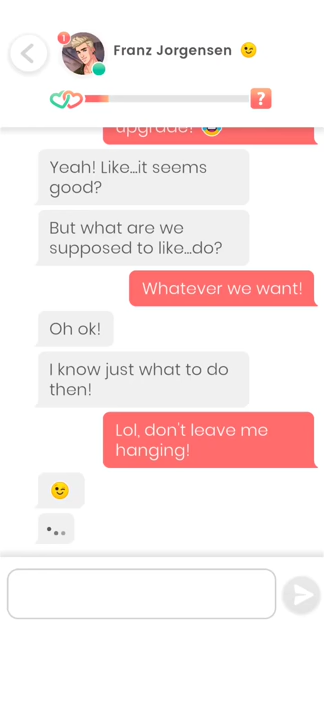 1
Franz Jorgensen 😉
?
upgrade! 😂
Yeah! Like...it seems
good?
But what are we
supposed to like...do?
Whatever we want!
Oh ok!
I know just what to do
then!
Lol, don't leave me
hanging!
😉